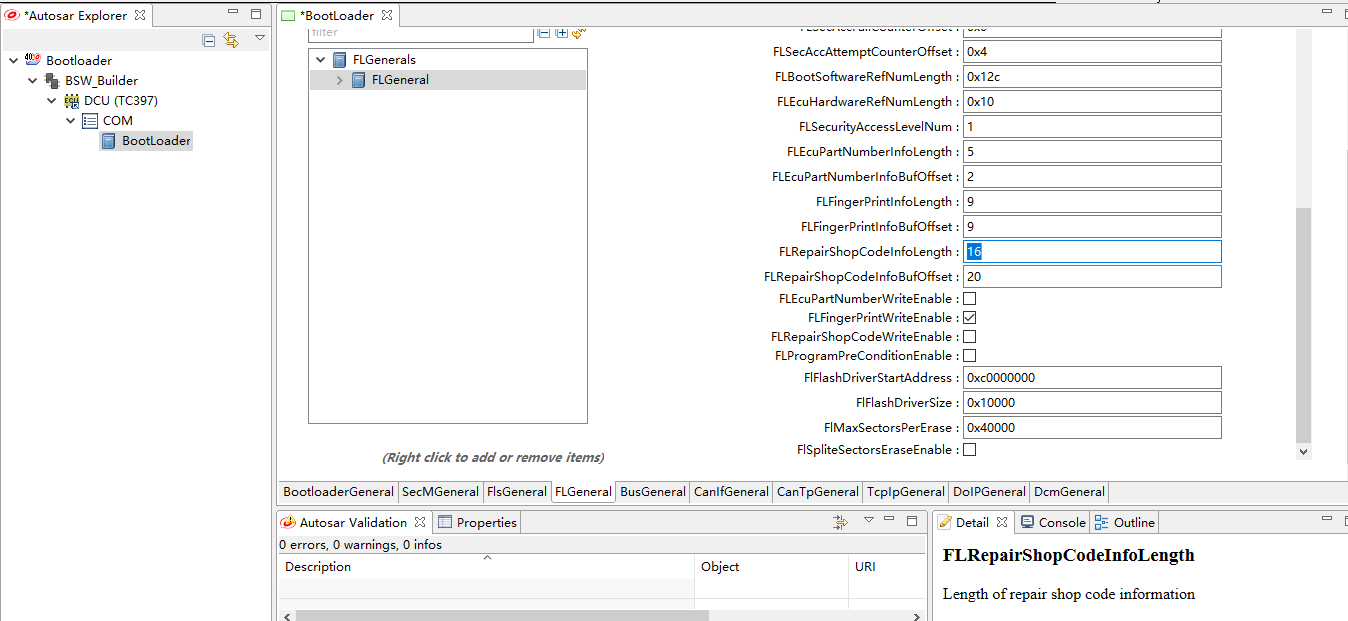 *Autosar Explorer
Bootloader
BSW_Builder
DCU (TC397)
COM
BootLoader
*BootLoader
filter
FLGenerals
FLGeneral
(Right click to add or remove items)
FLSecAccAttemptCounterOffset : 0x4
FLBootSoftwareRefNumLength : 0x12c
FLEcuHardwareRefNumLength : 0x10
FLSecurityAccessLevelNum : 1
FLEcuPartNumberInfoLength : 5
FLEcuPartNumberInfoBufOffset : 2
FLFingerPrintInfoLength : 9
FLFingerPrintInfoBufOffset : 9
FLRepairShopCodeInfoLength : 16
FLRepairShopCodeInfoBufOffset : 20
FLEcuPartNumberWriteEnable :
FLFingerPrintWriteEnable :
FLRepairShopCodeWriteEnable :
FLProgramPreConditionEnable :
FlFlashDriverStartAddress : 0xc0000000
FlFlashDriverSize : 0x10000
FlMaxSectorsPerErase : 0x40000
FlSpliteSectorsEraseEnable :
BootloaderGeneral SecMGeneral FlsGeneral FLGeneral BusGeneral CanIfGeneral CanTpGeneral TcpIpGeneral DoIPGeneral DcmGeneral
Autosar Validation Properties
0 errors, 0 warnings, 0 infos
Description Object URI
Detail Console Outline
FLRepairShopCodeInfoLength
Length of repair shop code information